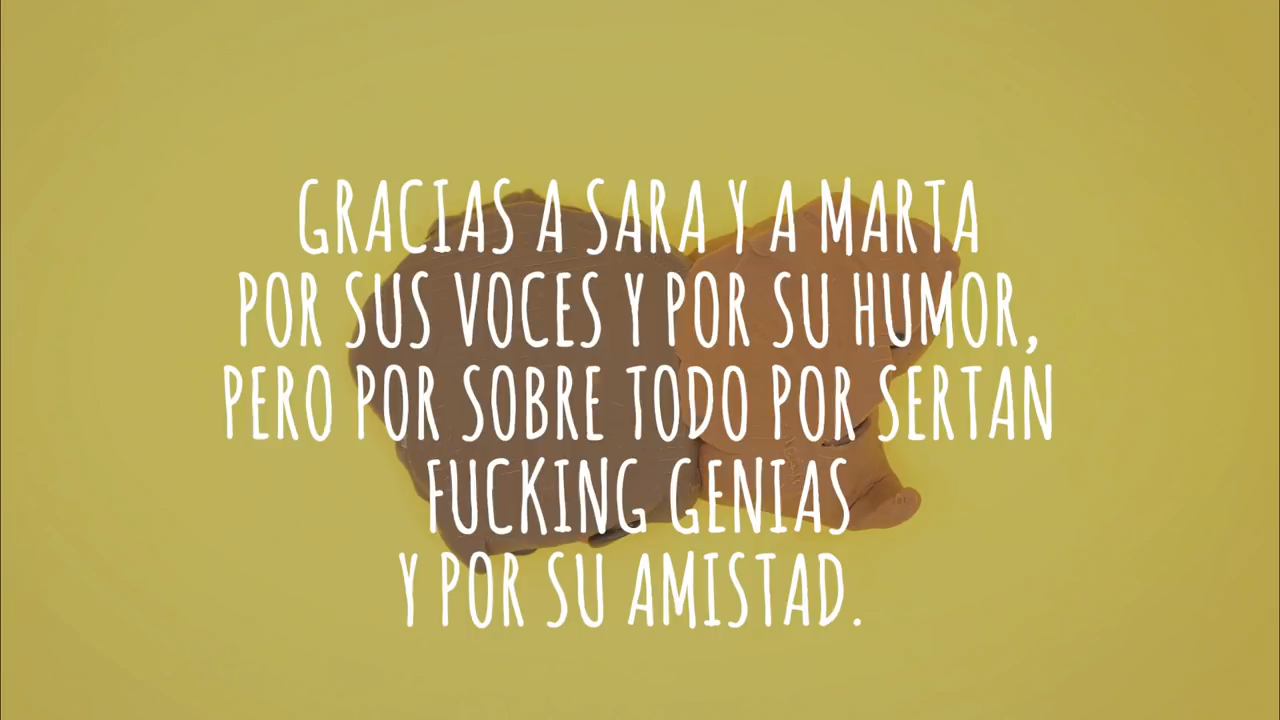 GRACIAS A SARA Y A MARTA
POR SUS VOCES Y POR SU HUMOR,
PERO POR SOBRE TODO POR SERTAN
FUCKING GENIAS
Y POR SU AMISTAD.